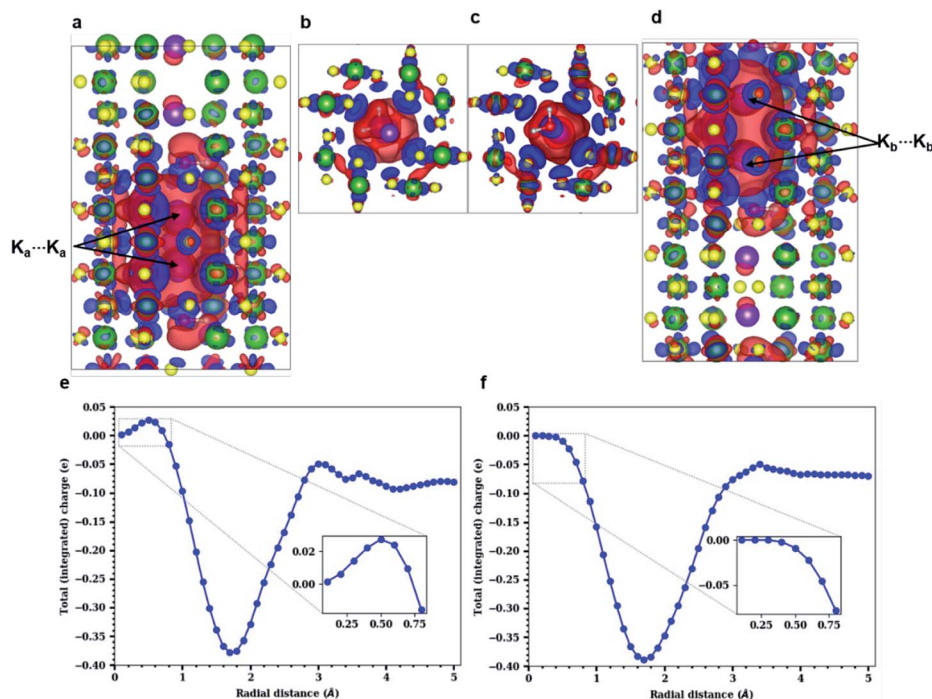 a
b
c
d
Kₐ···Kₐ
K_b···K_b
e
f
Total (integrated) charge (e)
0.05
0.00
−0.05
−0.10
−0.15
−0.20
−0.25
−0.30
−0.35
−0.40
0.02
0.00
0.25 0.50 0.75
0 1 2 3 4 5
Radial distance (Å)
Total (integrated) charge (e)
0.05
0.00
−0.05
−0.10
−0.15
−0.20
−0.25
−0.30
−0.35
−0.40
0.00
−0.05
0.25 0.50 0.75
0 1 2 3 4 5
Radial distance (Å)